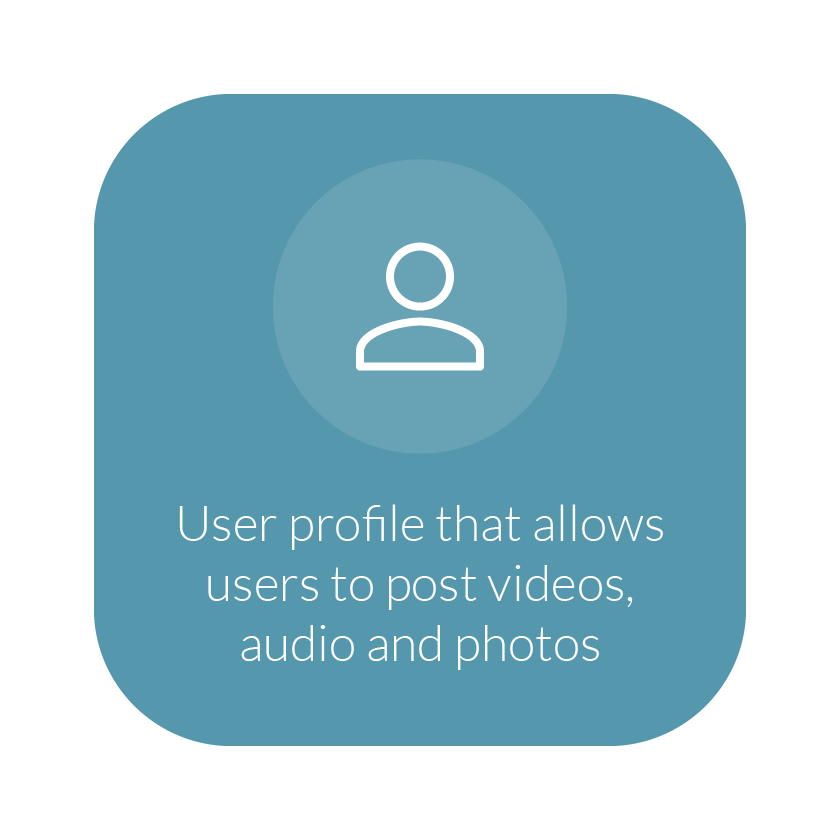 User profile that allows
users to post videos,
audio and photos